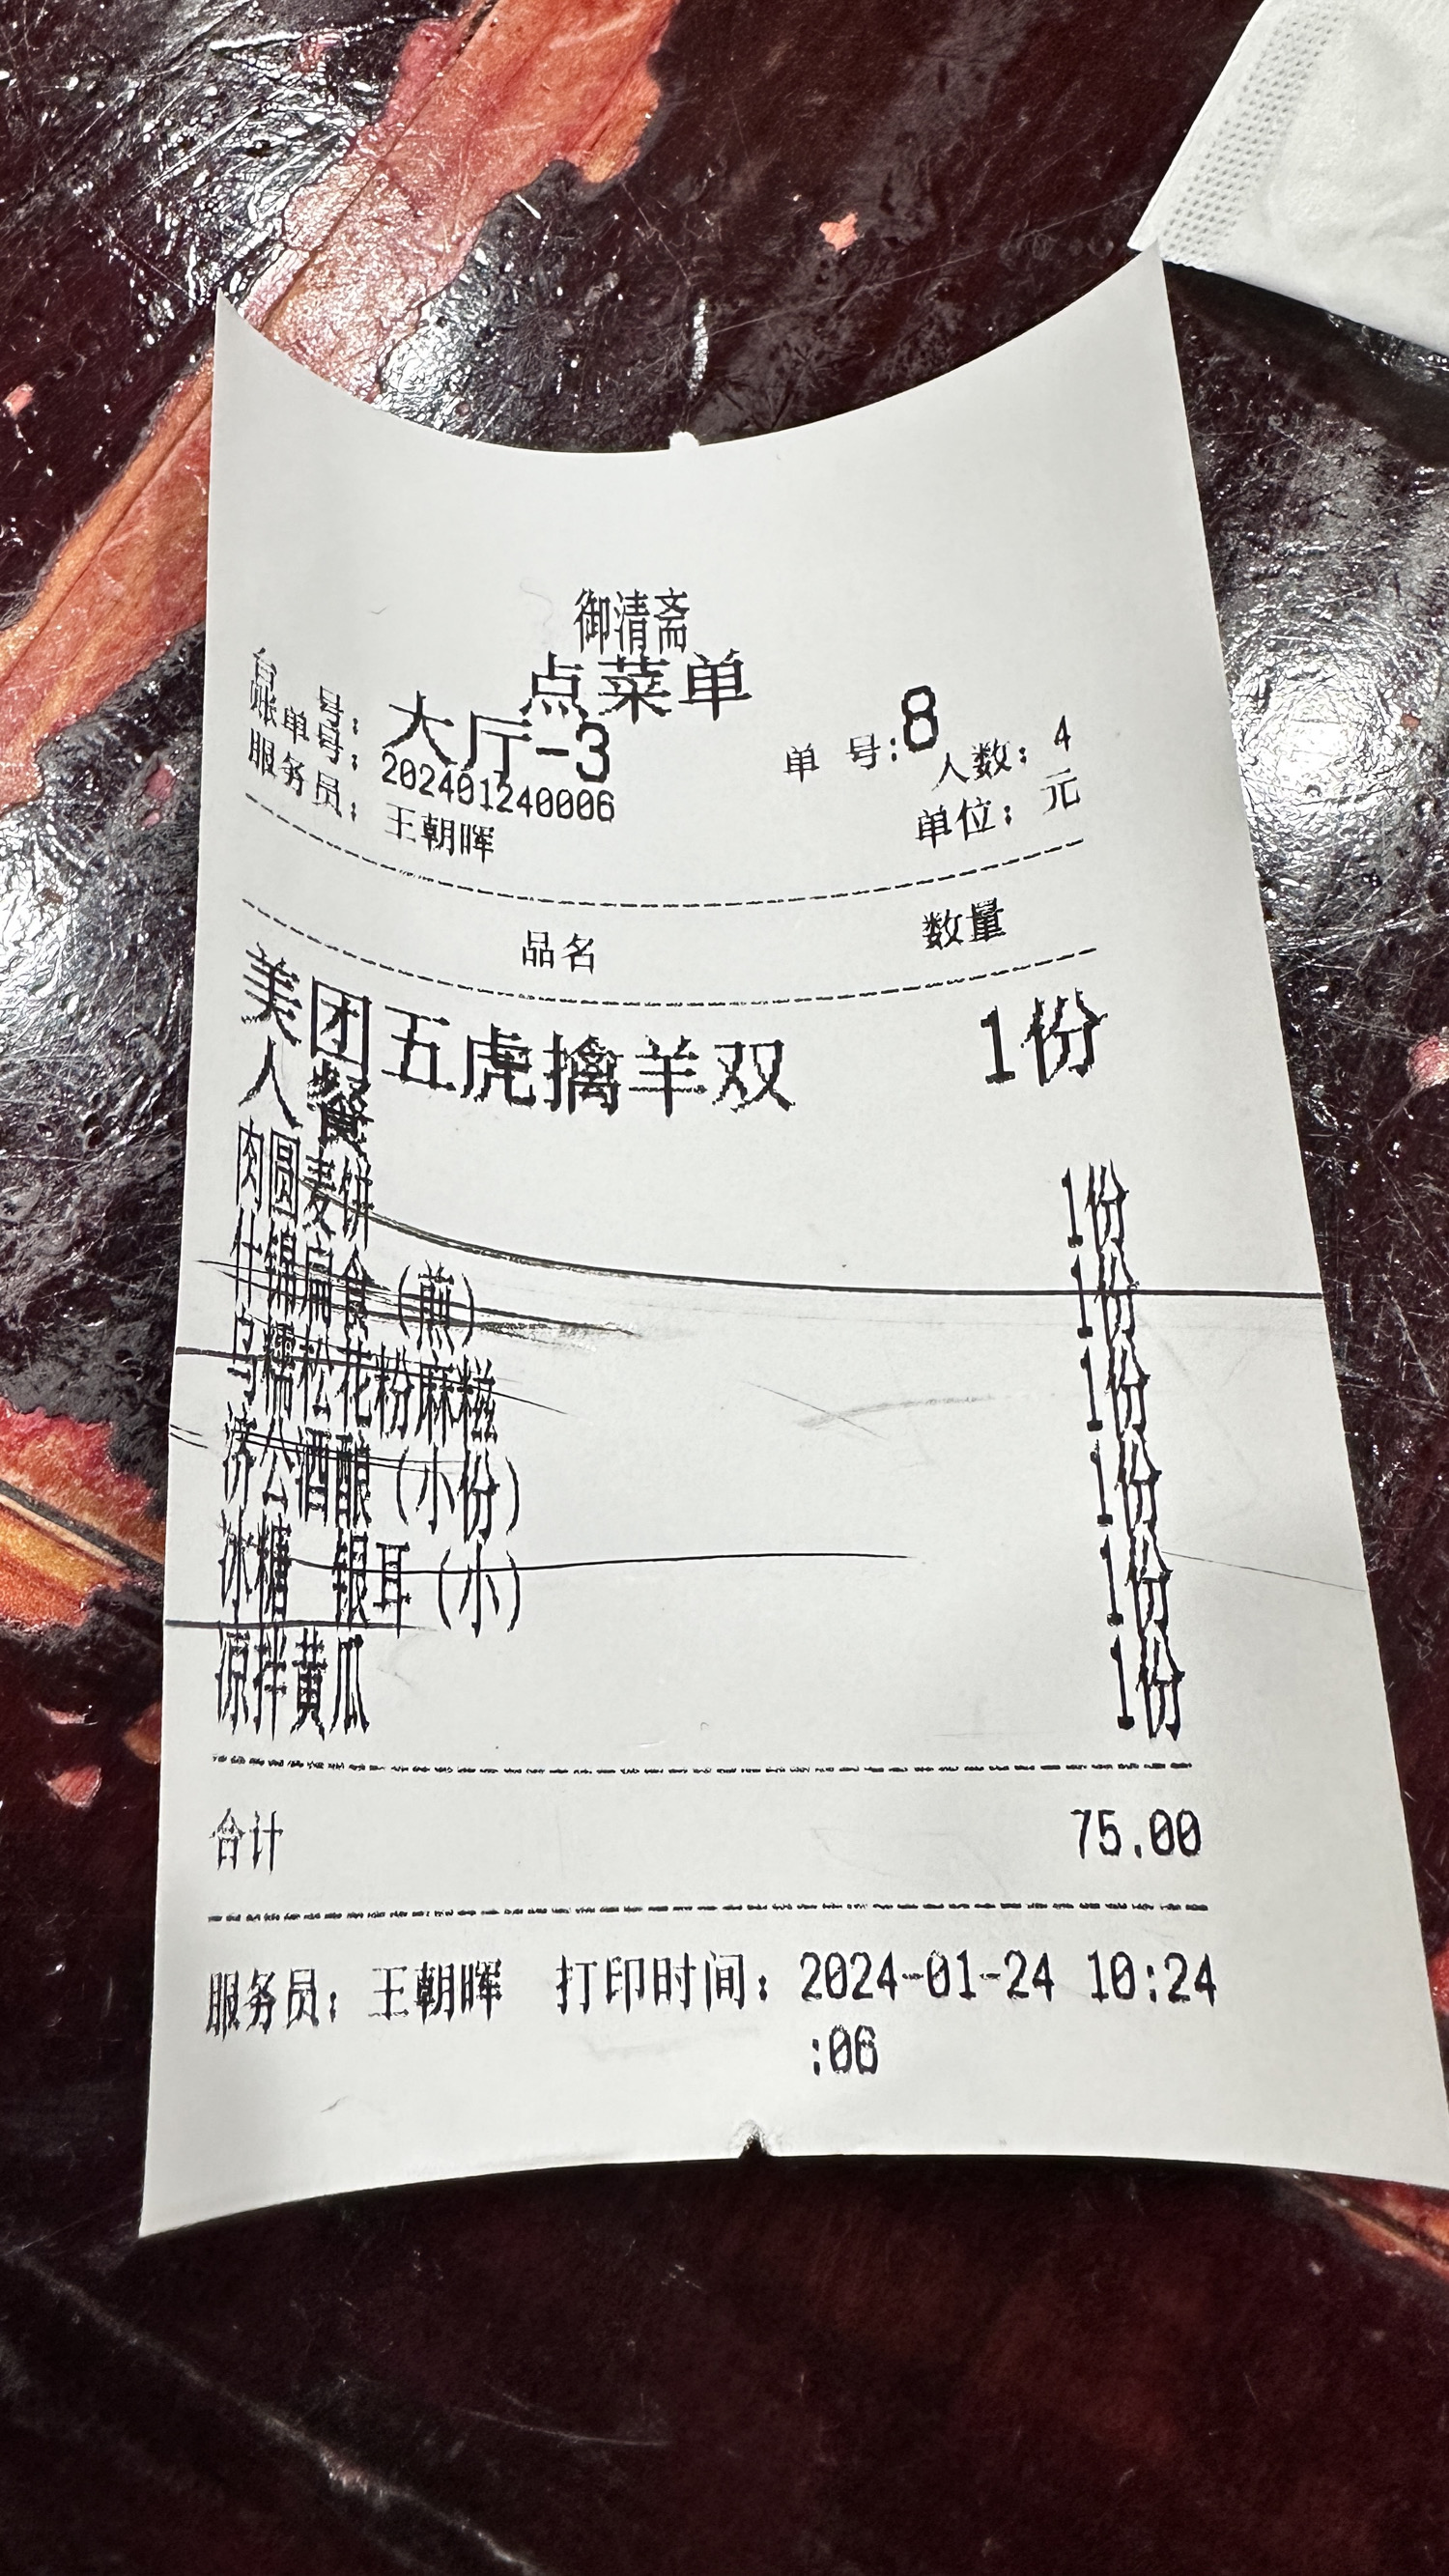 御清斋
点菜单
台 号： 大厅-3 单 号:8
账单号： 202401240006 人数： 4
服务员： 王朝晖 单位： 元
品名 数量
美团五虎擒羊双 1份
人餐
肉圆麦饼 1份
什锦扁食（煎） 1份
乌糯松花粉麻糍 1份
济公酒酿（小份） 1份
冰糖 银耳（小） 1份
凉拌黄瓜 1份
合计 75.00
服务员： 王朝晖 打印时间： 2024-01-24 10:24
:06